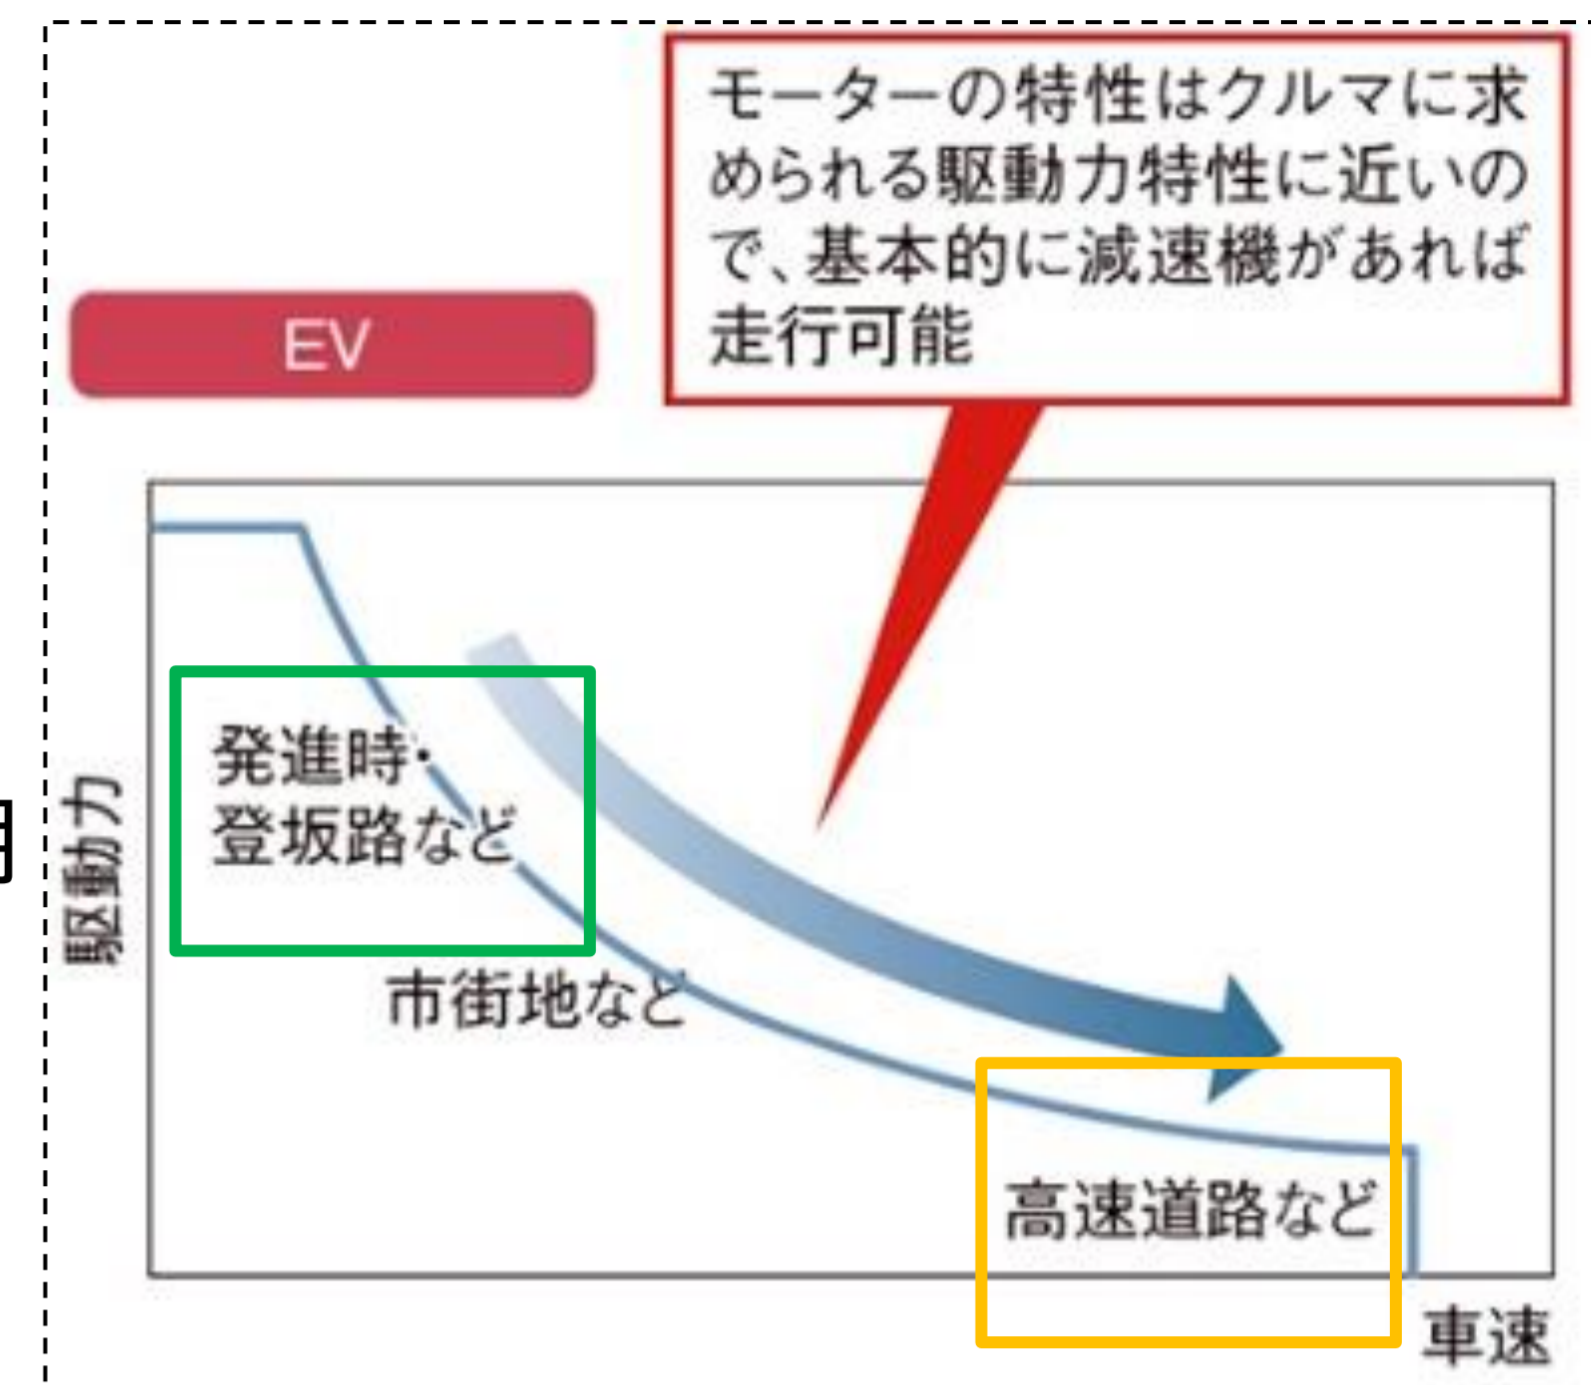 モーターの特性はクルマに求
められる駆動力特性に近いの
で、基本的に減速機があれば
走行可能
EV
発進時・
登坂路など
駆動力
市街地など
高速道路など
車速